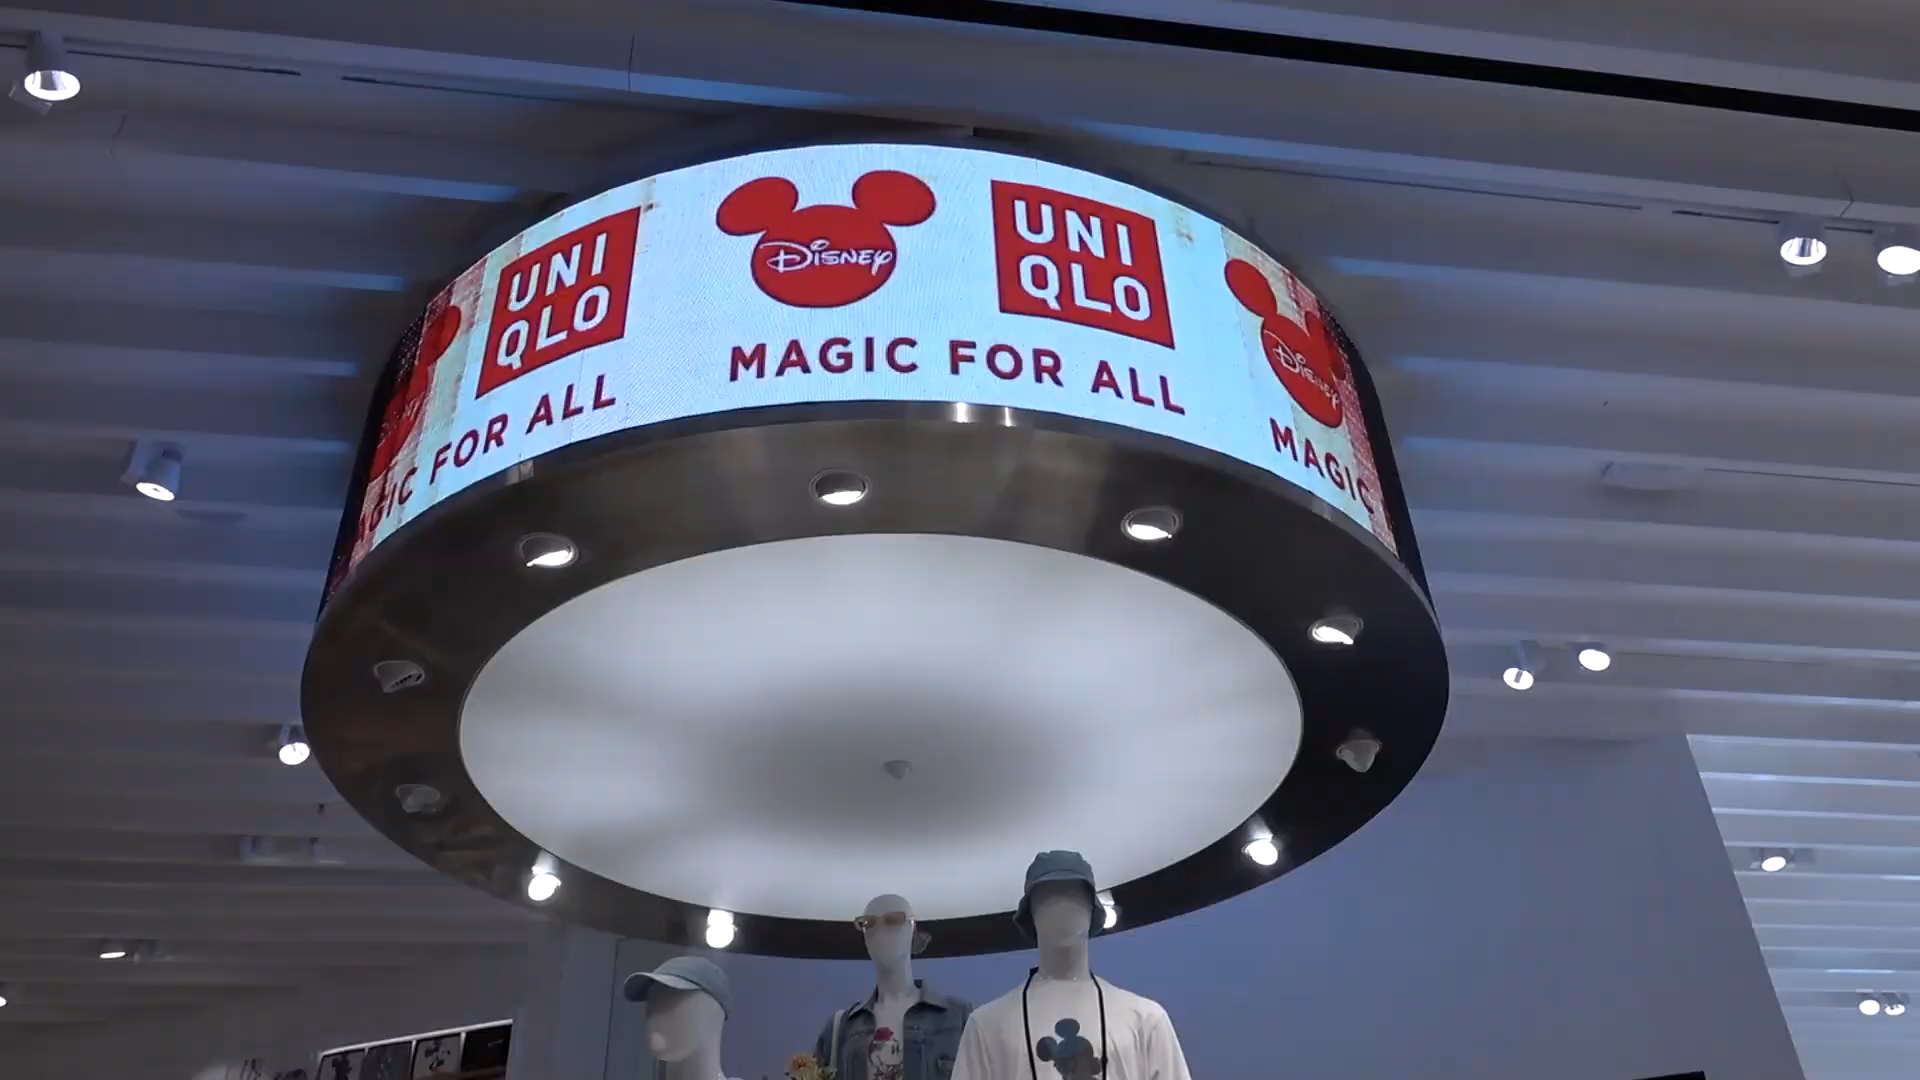 UNI
QLO
FOR ALL
Disney
UNI
QLO
MAGIC FOR ALL
Disney
MAGIC